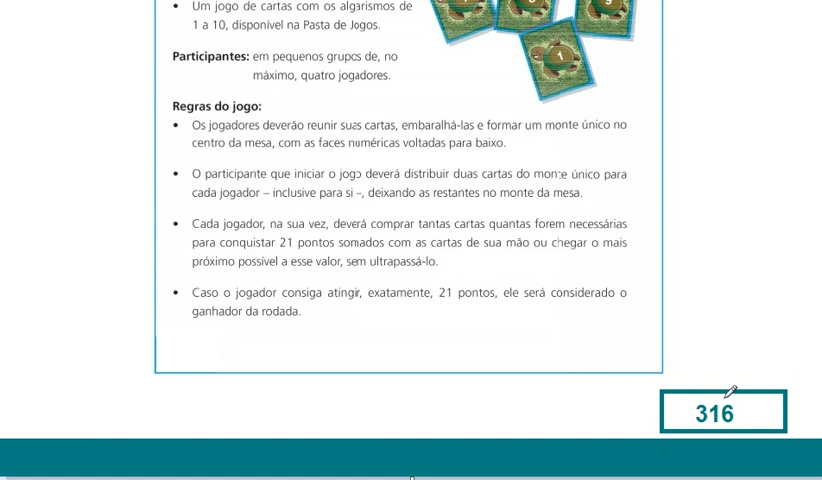 • Um jogo de cartas com os algarismos de
1 a 10, disponível na Pasta de Jogos.
1
Participantes: em pequenos grupos de, no
máximo, quatro jogadores.
Regras do jogo:
• Os jogadores deverão reunir suas cartas, embaralhá-las e formar um monte único no
centro da mesa, com as faces numéricas voltadas para baixo.
• O participante que iniciar o jogo deverá distribuir duas cartas do monte único para
cada jogador – inclusive para si –, deixando as restantes no monte da mesa.
• Cada jogador, na sua vez, deverá comprar tantas cartas quantas forem necessárias
para conquistar 21 pontos somados com as cartas de sua mão ou chegar o mais
próximo possível a esse valor, sem ultrapassá-lo.
• Caso o jogador consiga atingir, exatamente, 21 pontos, ele será considerado o
ganhador da rodada.
316